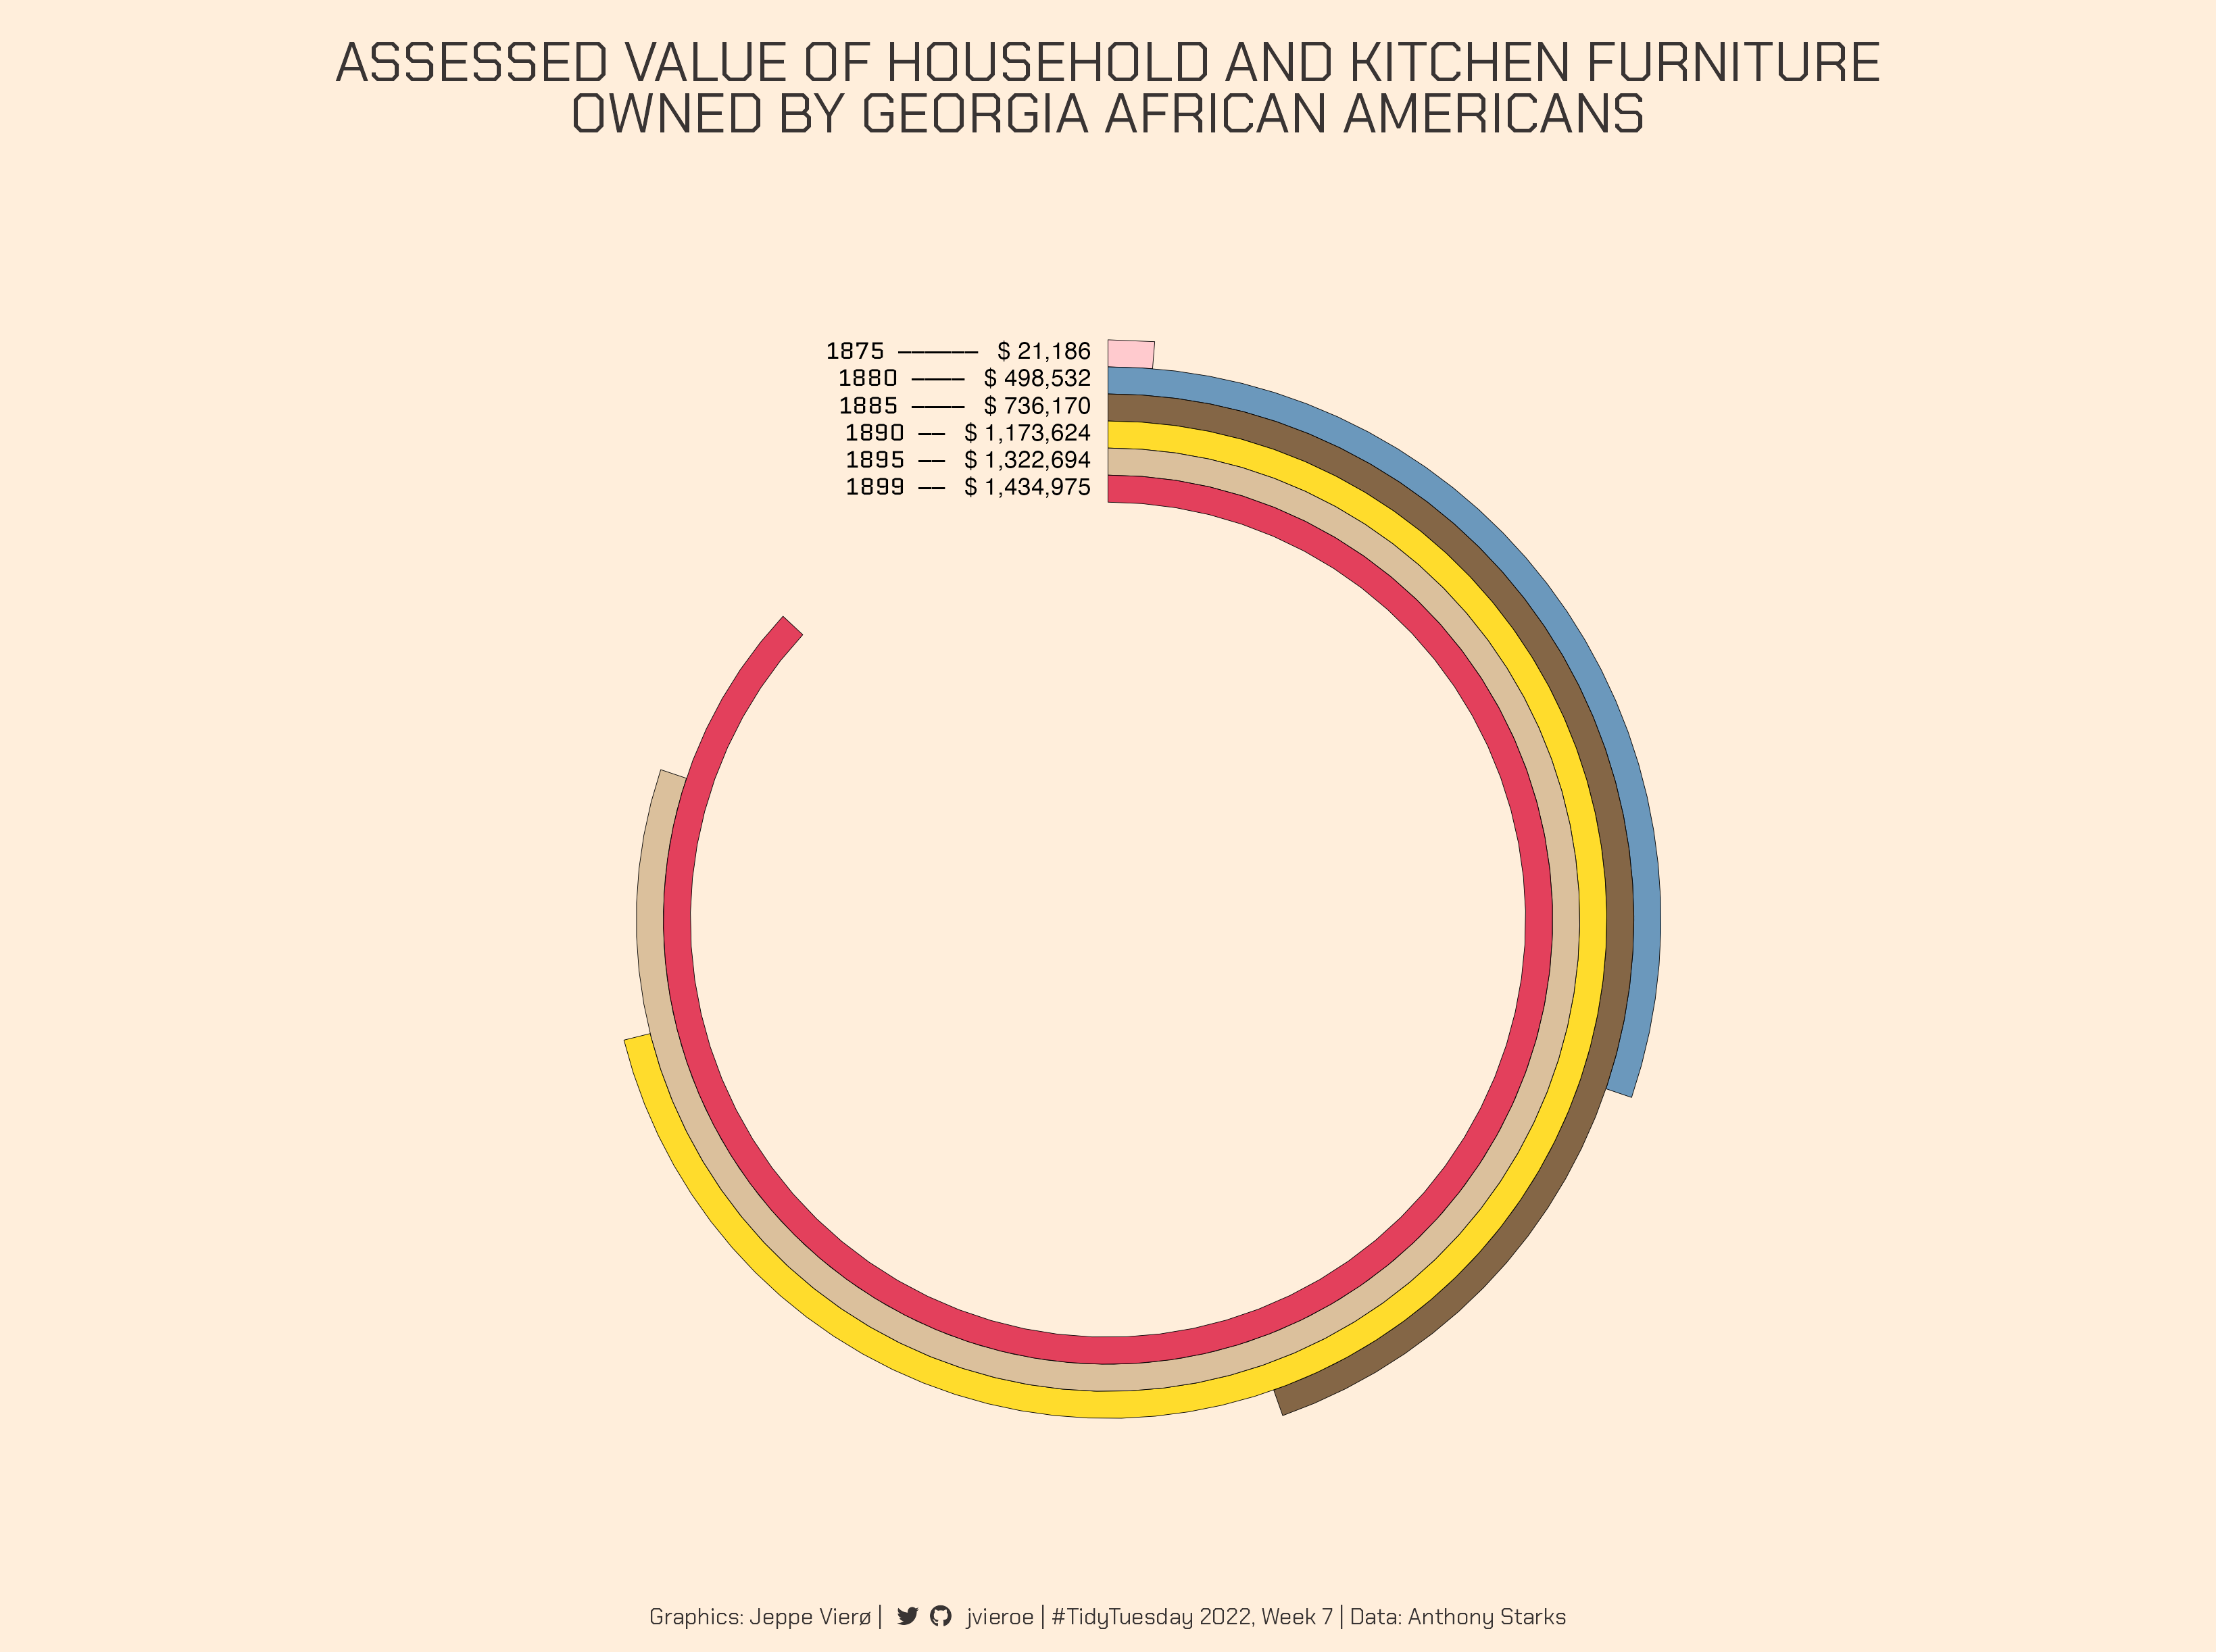 ASSESSED VALUE OF HOUSEHOLD AND KITCHEN FURNITURE
OWNED BY GEORGIA AFRICAN AMERICANS
1875 —————— $ 21,186
1880 ———— $ 498,532
1885 ———— $ 736,170
1890 —— $ 1,173,624
1895 —— $ 1,322,694
1899 —— $ 1,434,975
Graphics: Jeppe Vierø | jvieroe | #TidyTuesday 2022, Week 7 | Data: Anthony Starks